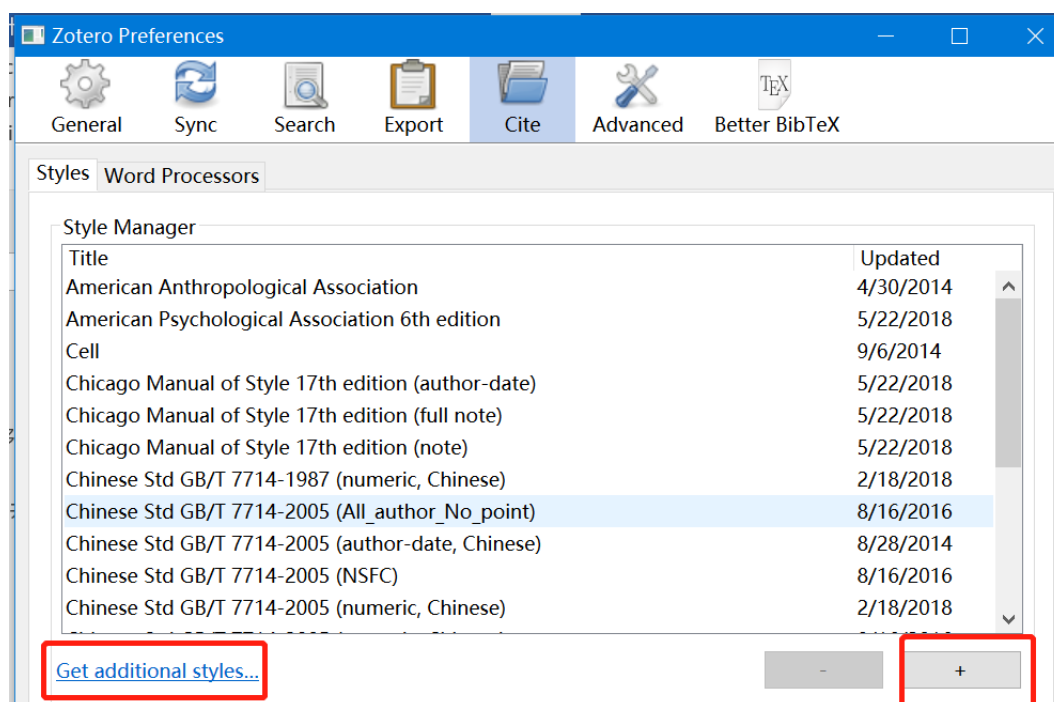 Zotero Preferences
General Sync Search Export Cite Advanced Better BibTeX
TEX
Styles Word Processors
Style Manager
Title Updated
American Anthropological Association 4/30/2014
American Psychological Association 6th edition 5/22/2018
Cell 9/6/2014
Chicago Manual of Style 17th edition (author-date) 5/22/2018
Chicago Manual of Style 17th edition (full note) 5/22/2018
Chicago Manual of Style 17th edition (note) 5/22/2018
Chinese Std GB/T 7714-1987 (numeric, Chinese) 2/18/2018
Chinese Std GB/T 7714-2005 (All_author_No_point) 8/16/2016
Chinese Std GB/T 7714-2005 (author-date, Chinese) 8/28/2014
Chinese Std GB/T 7714-2005 (NSFC) 8/16/2016
Chinese Std GB/T 7714-2005 (numeric, Chinese) 2/18/2018
Get additional styles... - +